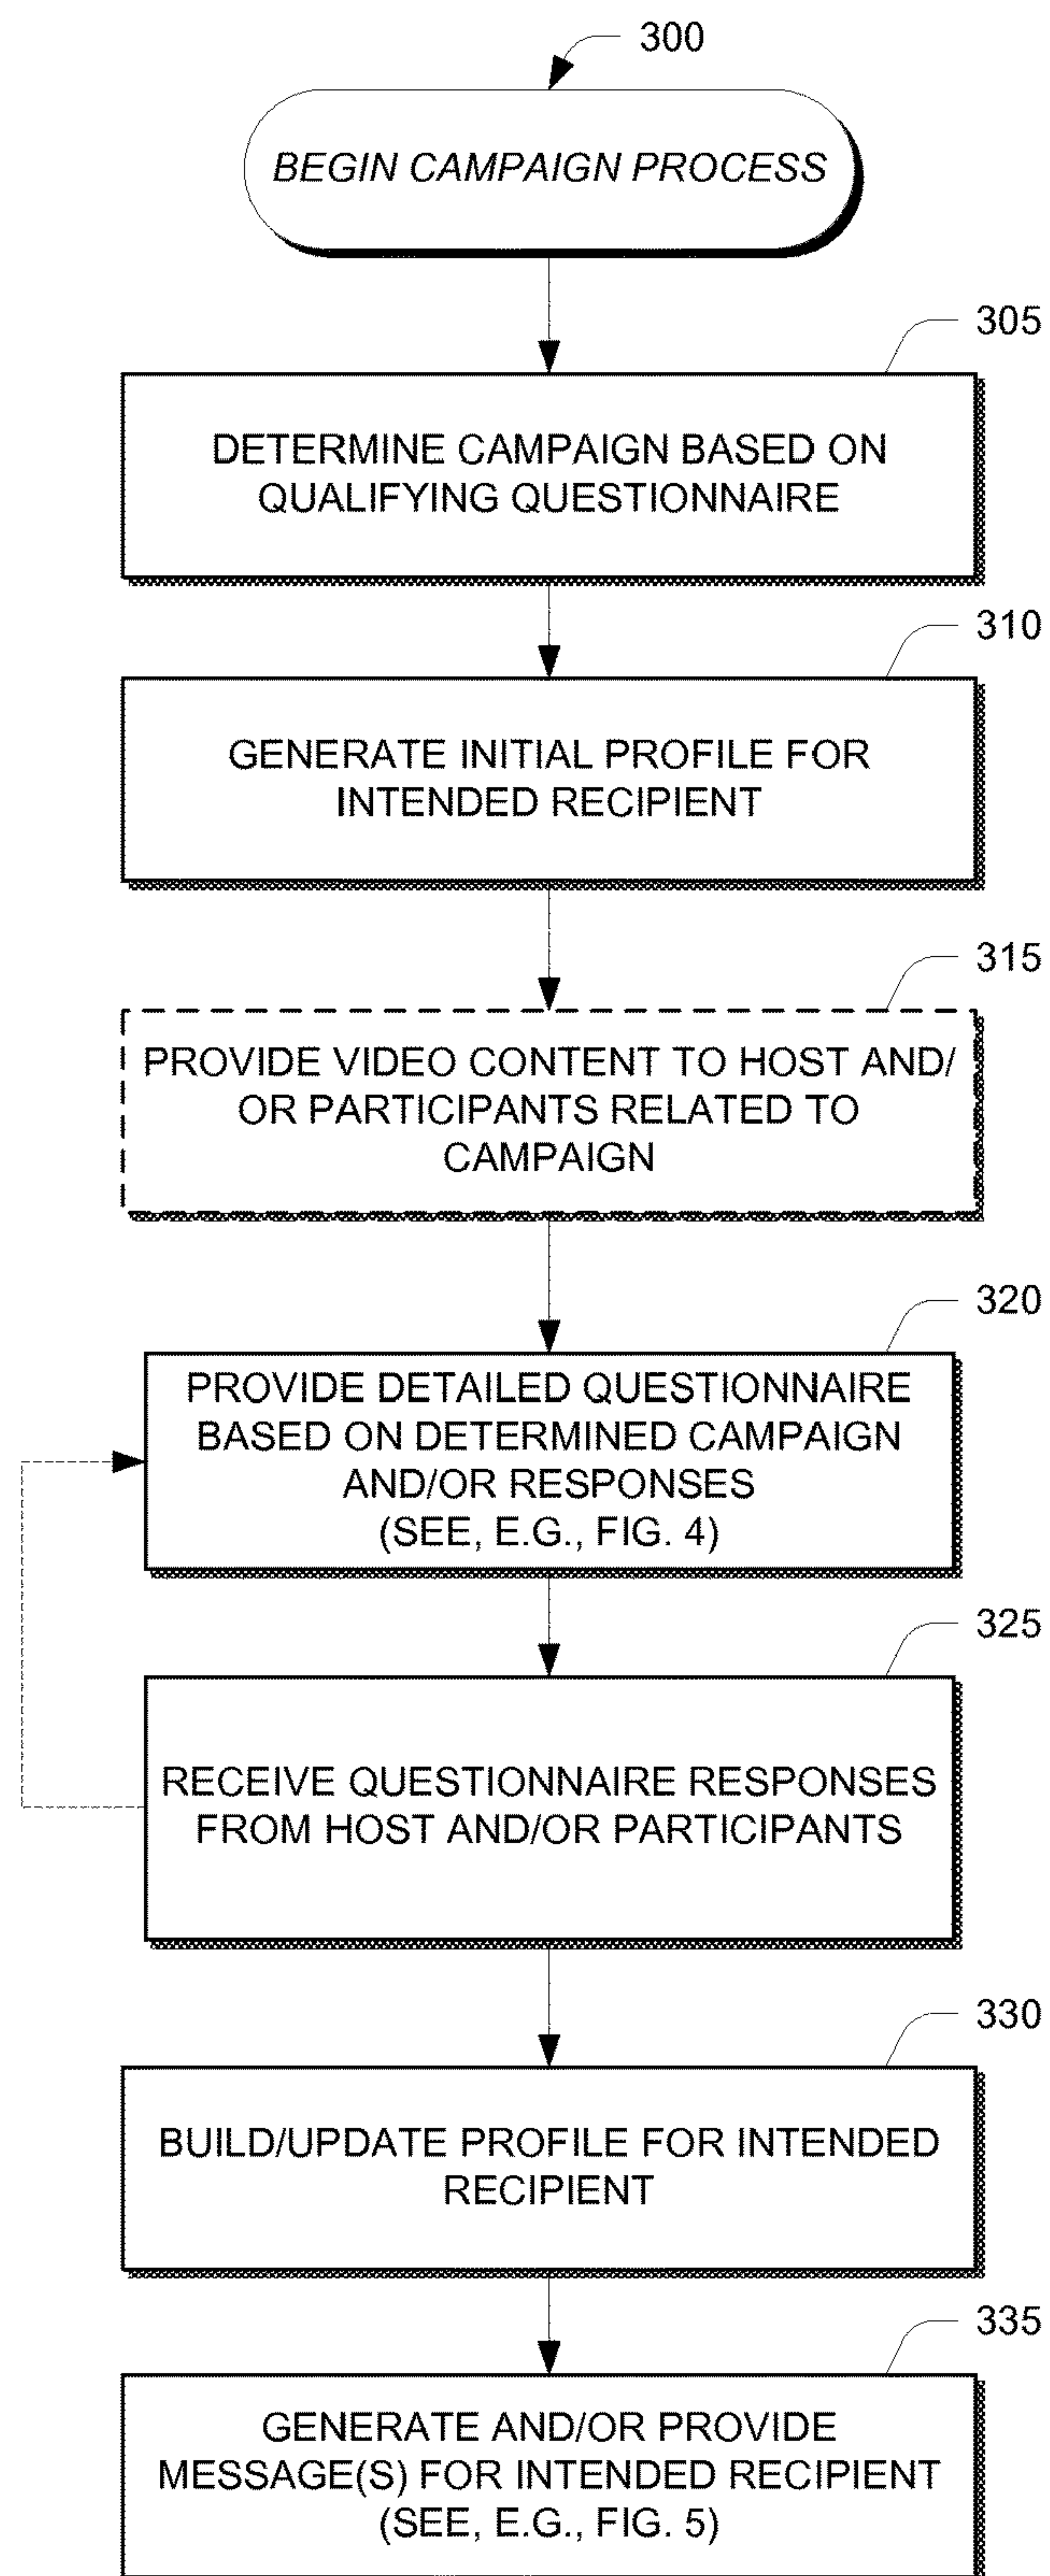 300
BEGIN CAMPAIGN PROCESS
305
DETERMINE CAMPAIGN BASED ON
QUALIFYING QUESTIONNAIRE
310
GENERATE INITIAL PROFILE FOR
INTENDED RECIPIENT
315
PROVIDE VIDEO CONTENT TO HOST AND/
OR PARTICIPANTS RELATED TO
CAMPAIGN
320
PROVIDE DETAILED QUESTIONNAIRE
BASED ON DETERMINED CAMPAIGN
AND/OR RESPONSES
(SEE, E.G., FIG. 4)
325
RECEIVE QUESTIONNAIRE RESPONSES
FROM HOST AND/OR PARTICIPANTS
330
BUILD/UPDATE PROFILE FOR INTENDED
RECIPIENT
335
GENERATE AND/OR PROVIDE
MESSAGE(S) FOR INTENDED RECIPIENT
(SEE, E.G., FIG. 5)